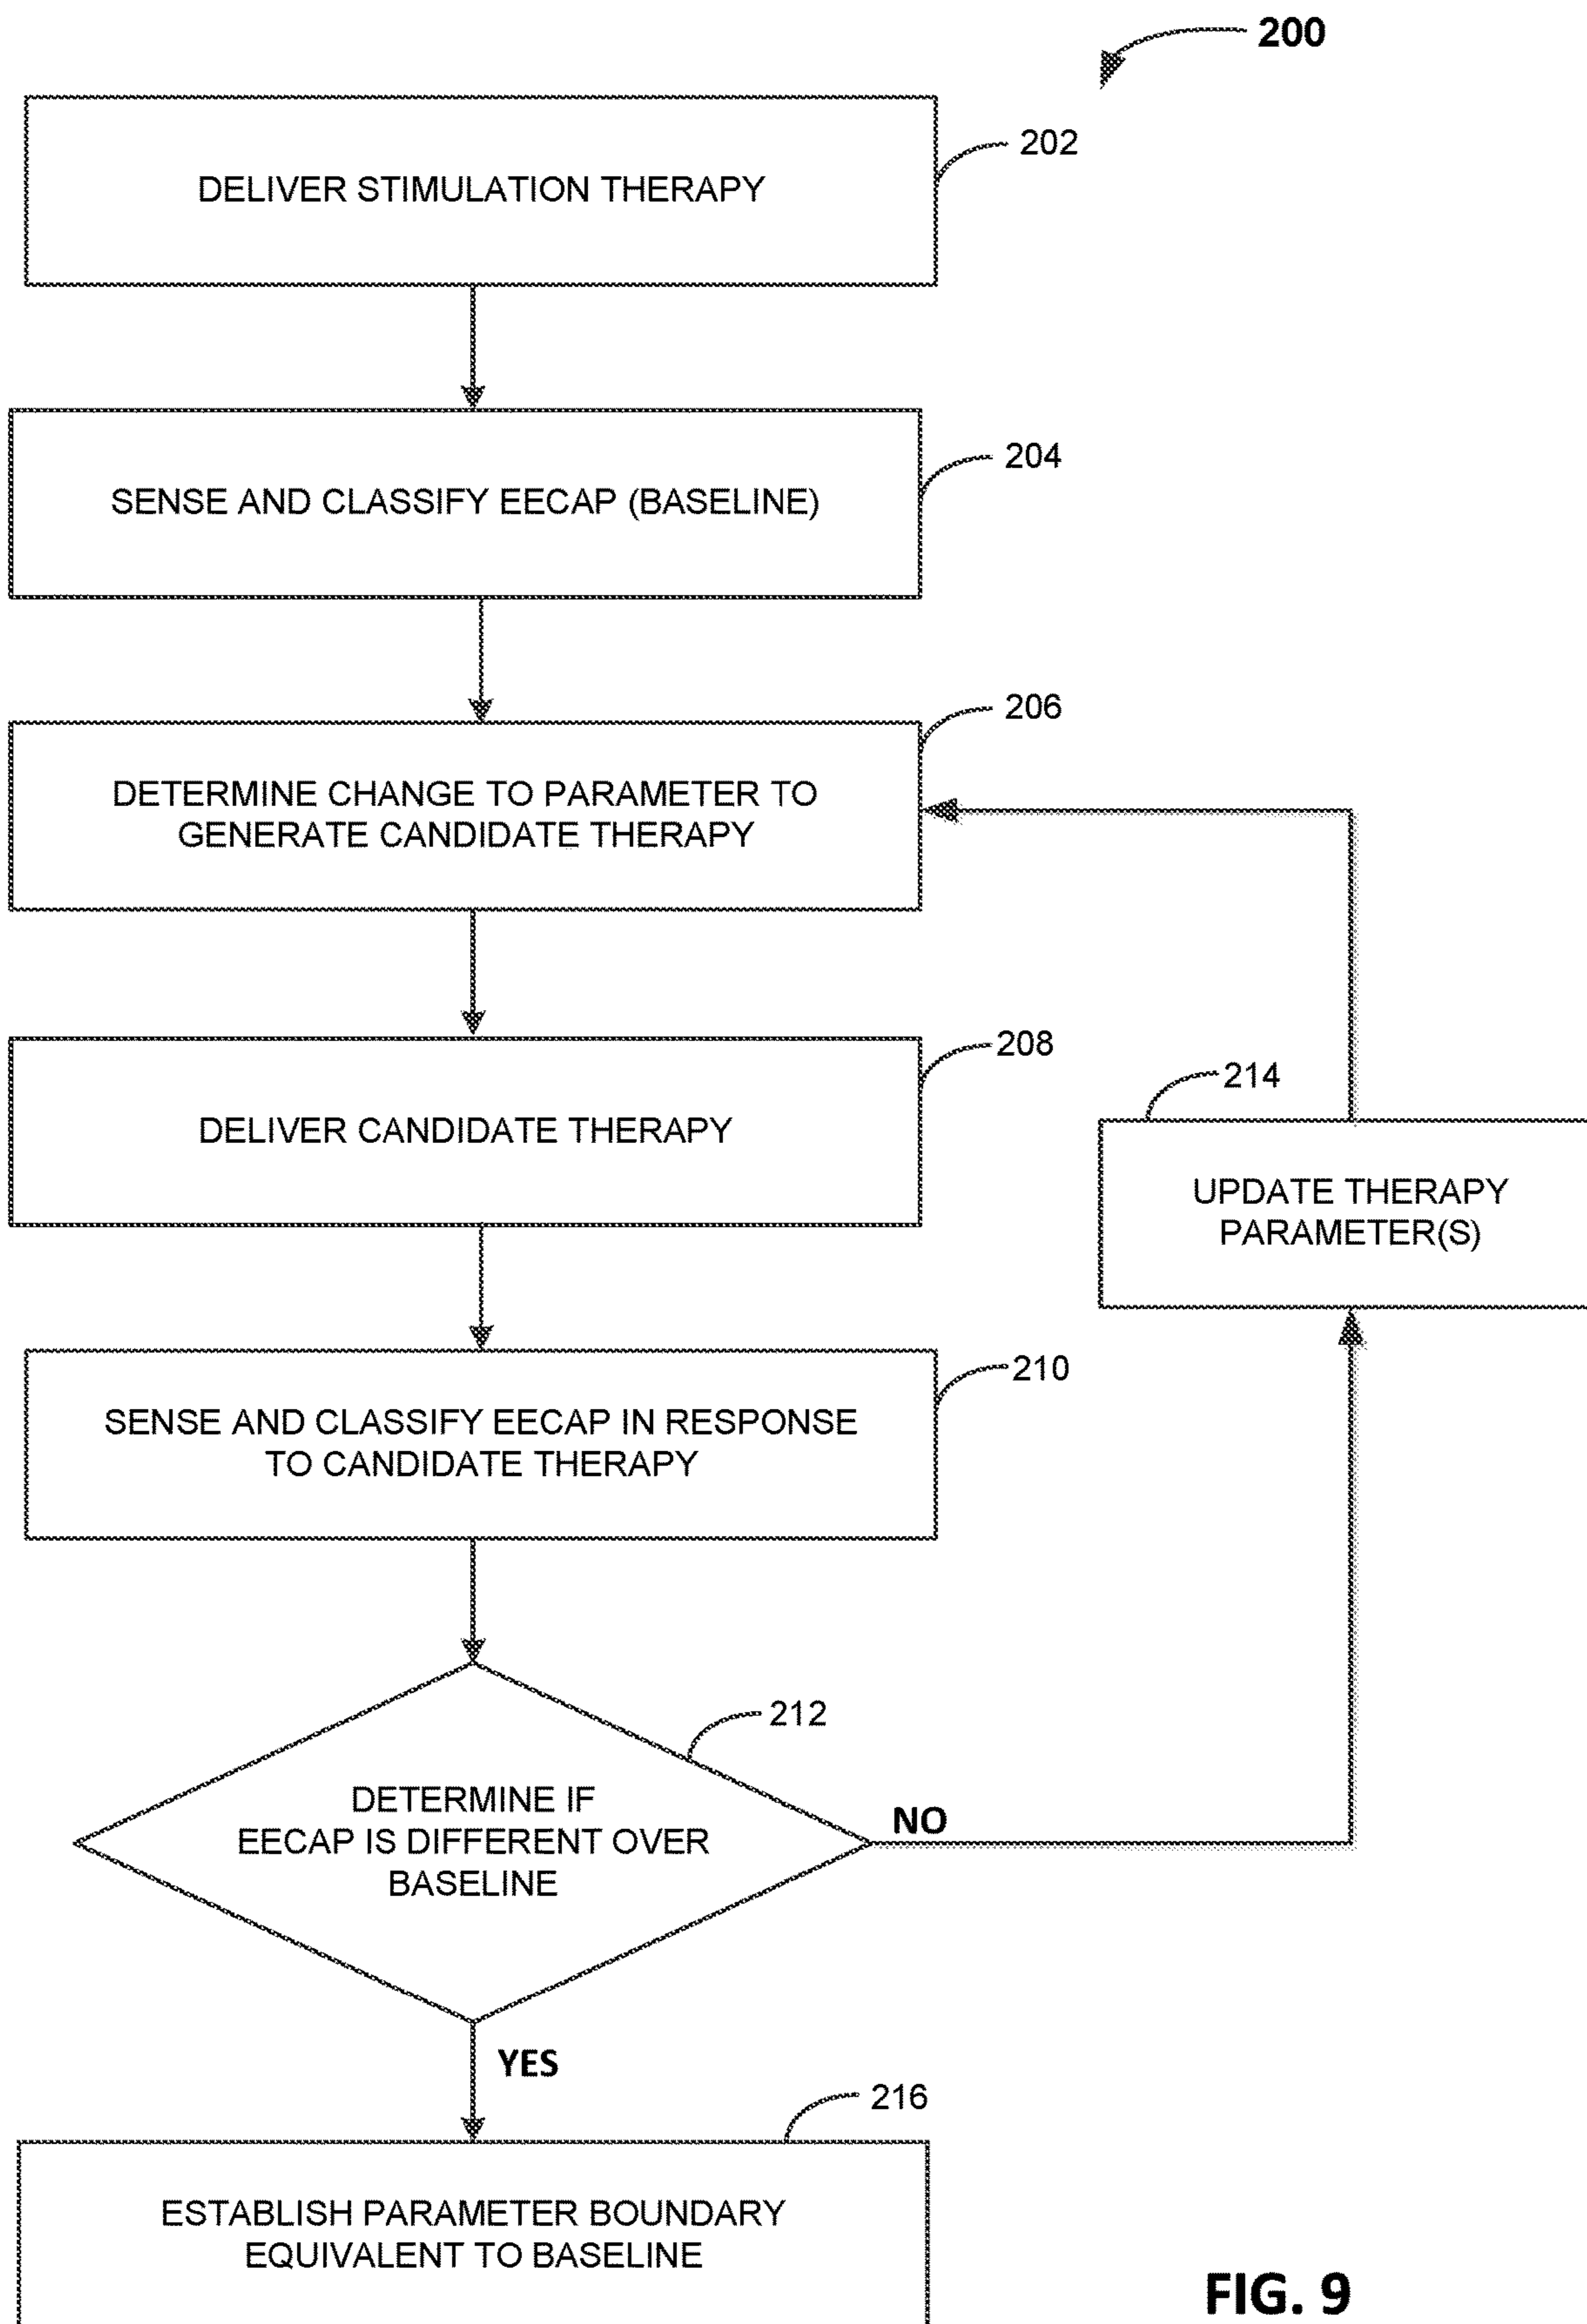 200
202
DELIVER STIMULATION THERAPY
204
SENSE AND CLASSIFY EECAP (BASELINE)
206
DETERMINE CHANGE TO PARAMETER TO
GENERATE CANDIDATE THERAPY
208
DELIVER CANDIDATE THERAPY
214
UPDATE THERAPY
PARAMETER(S)
210
SENSE AND CLASSIFY EECAP IN RESPONSE
TO CANDIDATE THERAPY
212
DETERMINE IF
EECAP IS DIFFERENT OVER
BASELINE
NO
YES
216
ESTABLISH PARAMETER BOUNDARY
EQUIVALENT TO BASELINE
FIG. 9